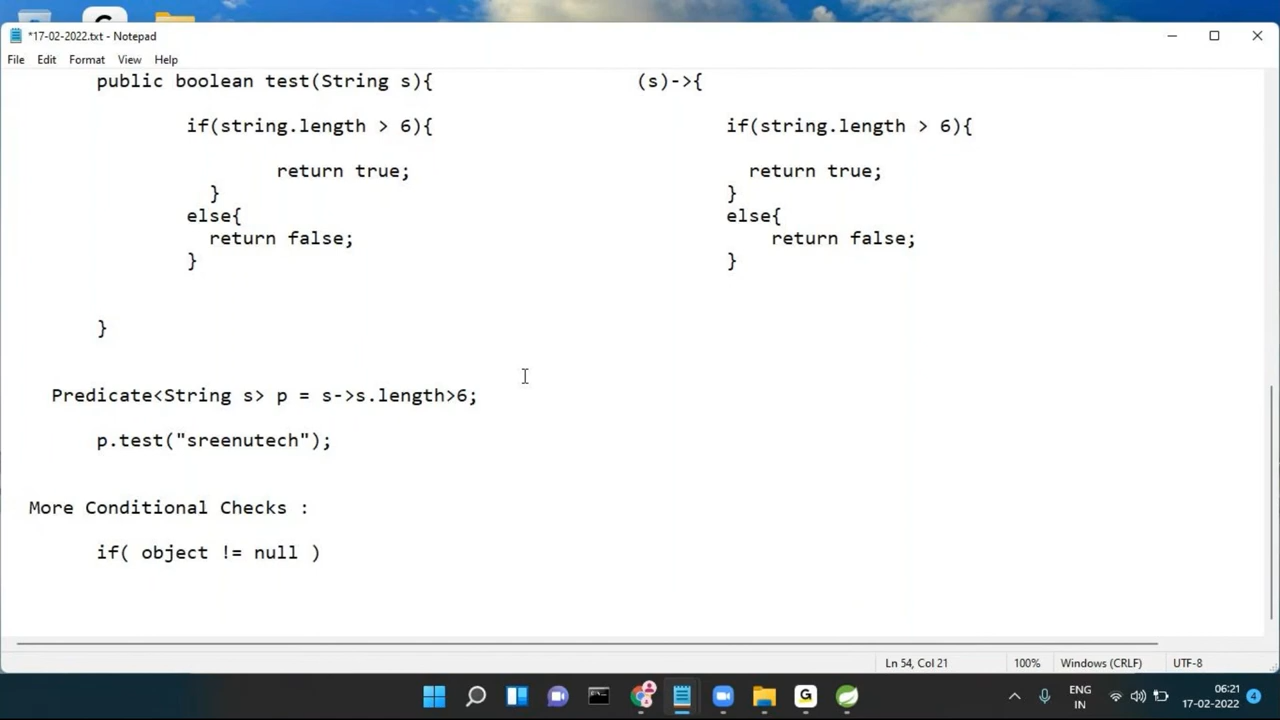 *17-02-2022.txt - Notepad
File Edit Format View Help
public boolean test(String s){ (s)->{
if(string.length > 6){ if(string.length > 6){
return true; return true;
} }
else{ else{
return false; return false;
} }
}
Predicate<String s> p = s->s.length>6;
p.test("sreenutech");
More Conditional Checks :
if( object != null )
Ln 54, Col 21 100% Windows (CRLF) UTF-8
ENG 06:21
IN 17-02-2022 4